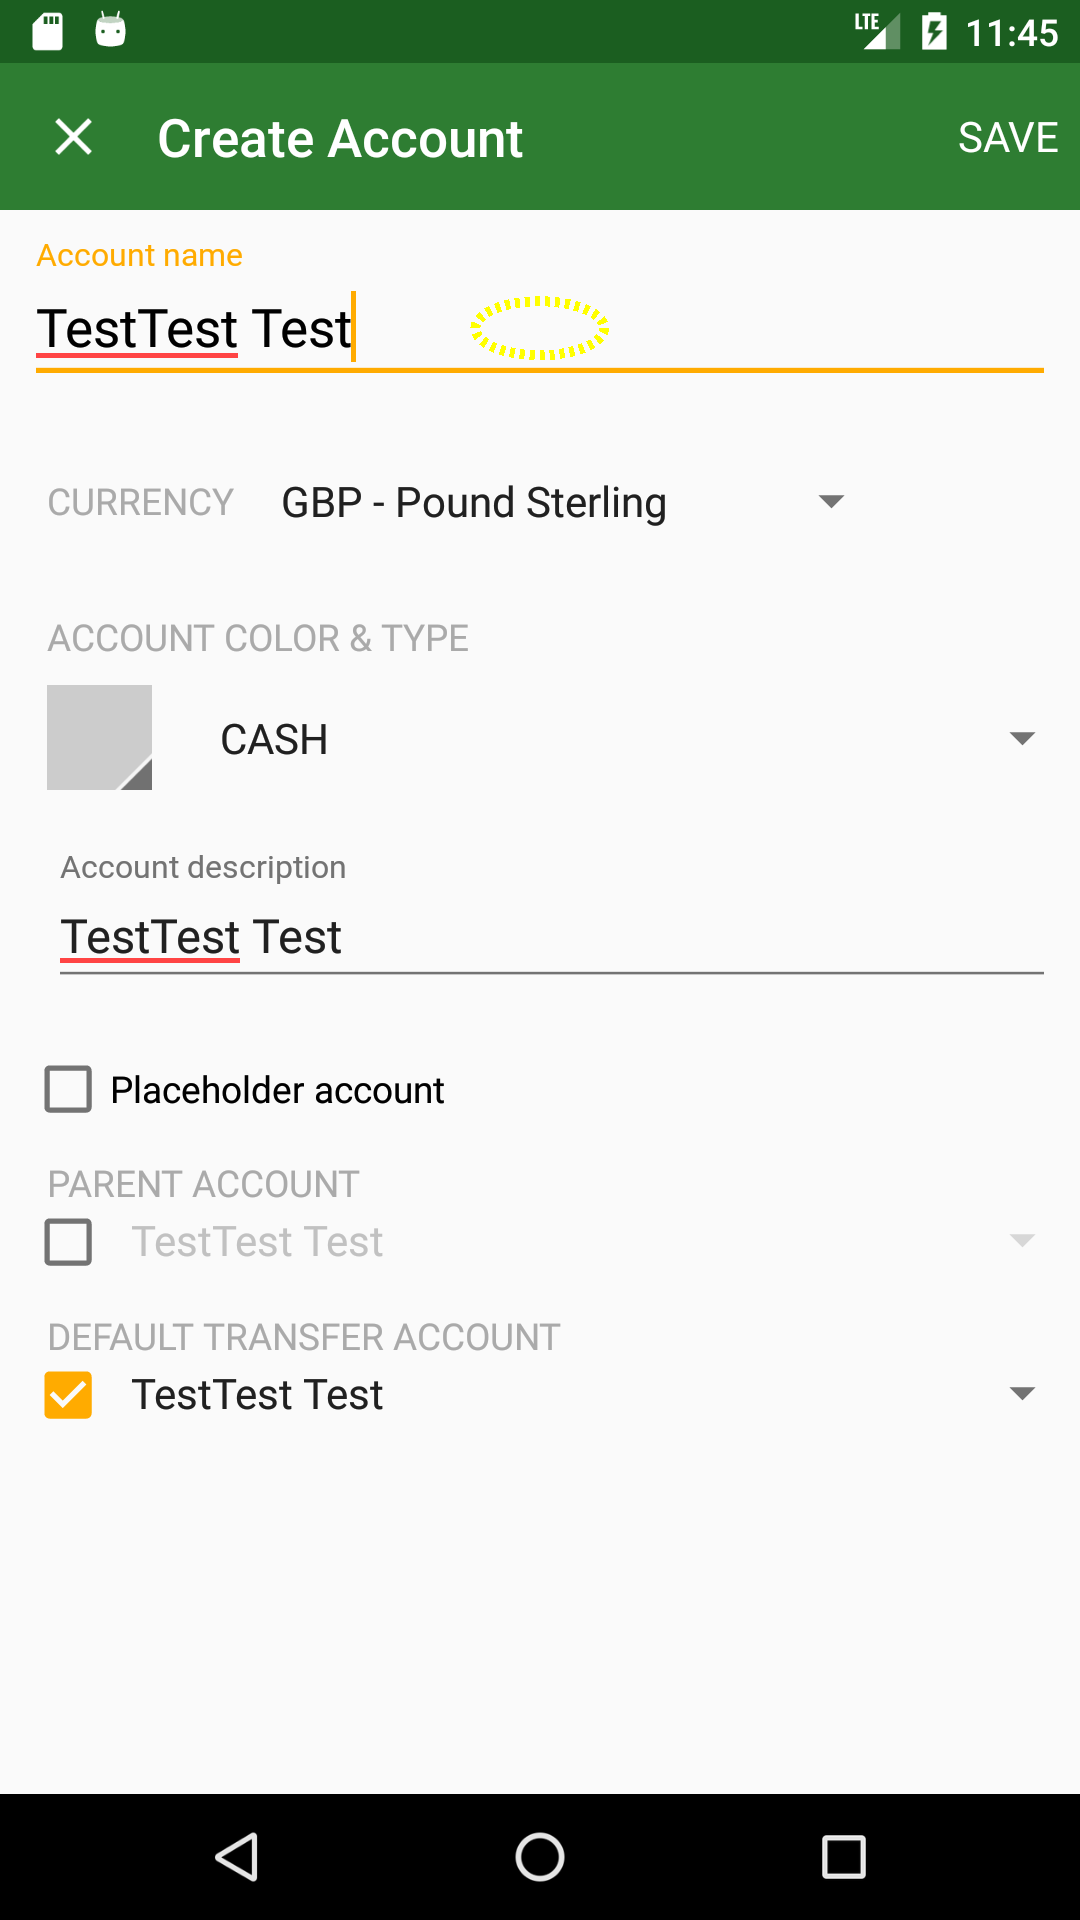 LTE 11:45
Create Account SAVE
Account name
TestTest Test
CURRENCY GBP - Pound Sterling
ACCOUNT COLOR & TYPE
CASH
Account description
TestTest Test
Placeholder account
PARENT ACCOUNT
TestTest Test
DEFAULT TRANSFER ACCOUNT
TestTest Test